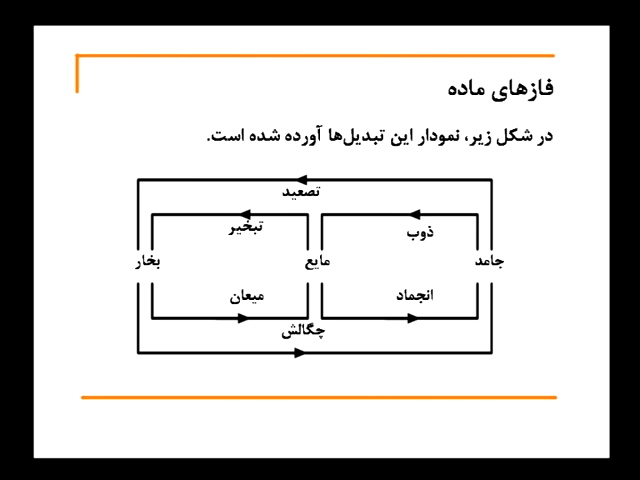 فازهای ماده
در شکل زیر، نمودار این تبدیل‌ها آورده شده است.
تصعید
ذوب
تبخیر
جامد
مایع
بخار
انجماد
میعان
چگالش